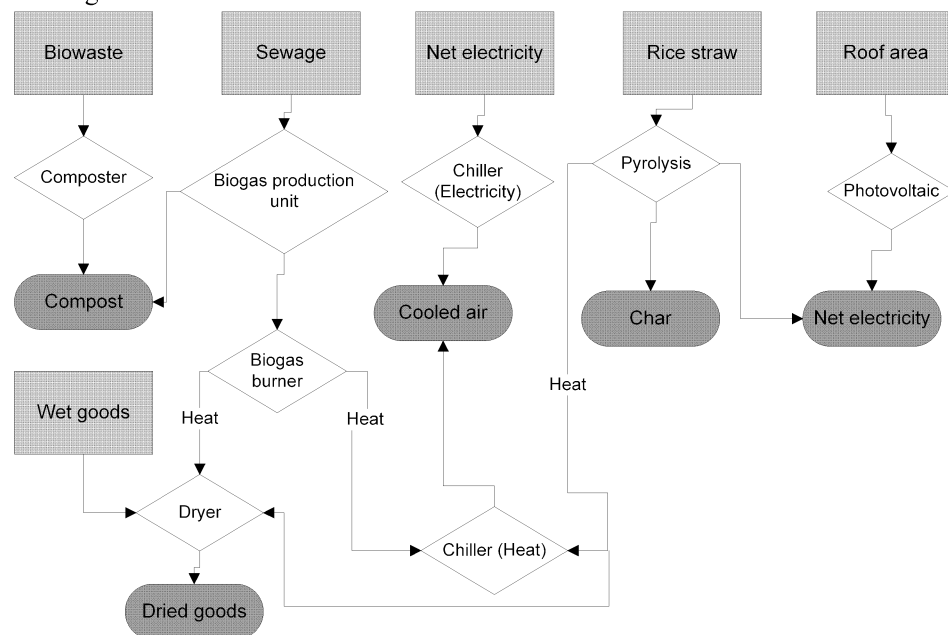 Biowaste
Sewage
Net electricity
Rice straw
Roof area
Composter
Biogas production
unit
Chiller
(Electricity)
Pyrolysis
Photovoltaic
Compost
Cooled air
Char
Net electricity
Biogas
burner
Wet goods
Heat
Heat
Heat
Dryer
Chiller (Heat)
Dried goods